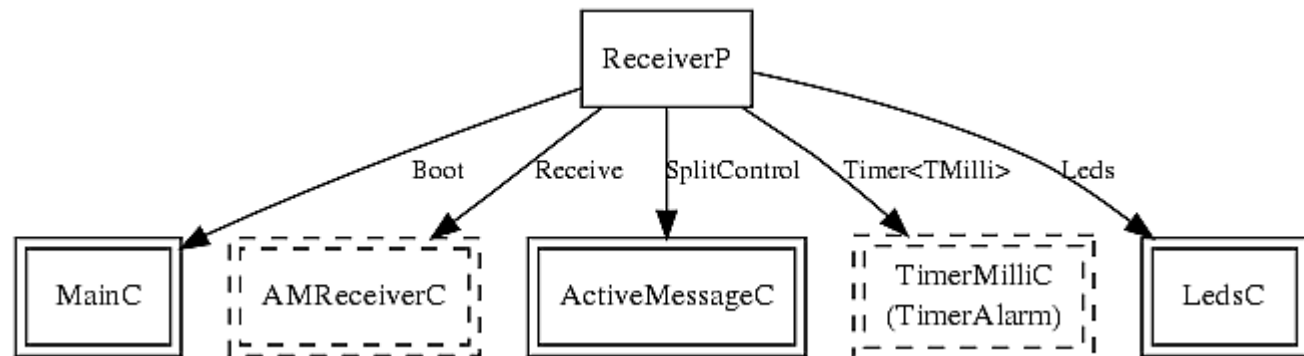 ReceiverP
Boot
Receive
SplitControl
Timer<TMilli>
Leds
MainC
AMReceiverC
ActiveMessageC
TimerMilliC
(TimerAlarm)
LedsC